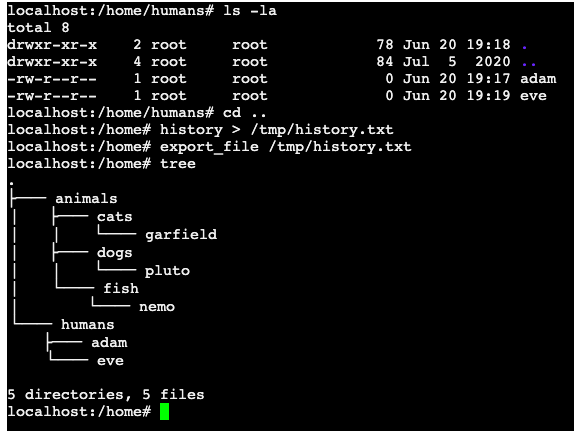 localhost:/home/humans# ls -la
total 8
drwxr-xr-x    2 root     root            78 Jun 20 19:18 .
drwxr-xr-x    4 root     root            84 Jul  5  2020 ..
-rw-r--r--    1 root     root             0 Jun 20 19:17 adam
-rw-r--r--    1 root     root             0 Jun 20 19:19 eve
localhost:/home/humans# cd ..
localhost:/home# history > /tmp/history.txt
localhost:/home# export_file /tmp/history.txt
localhost:/home# tree
.
├── animals
│   ├── cats
│   │   └── garfield
│   ├── dogs
│   │   └── pluto
│   └── fish
│       └── nemo
└── humans
    ├── adam
    └── eve

5 directories, 5 files
localhost:/home#